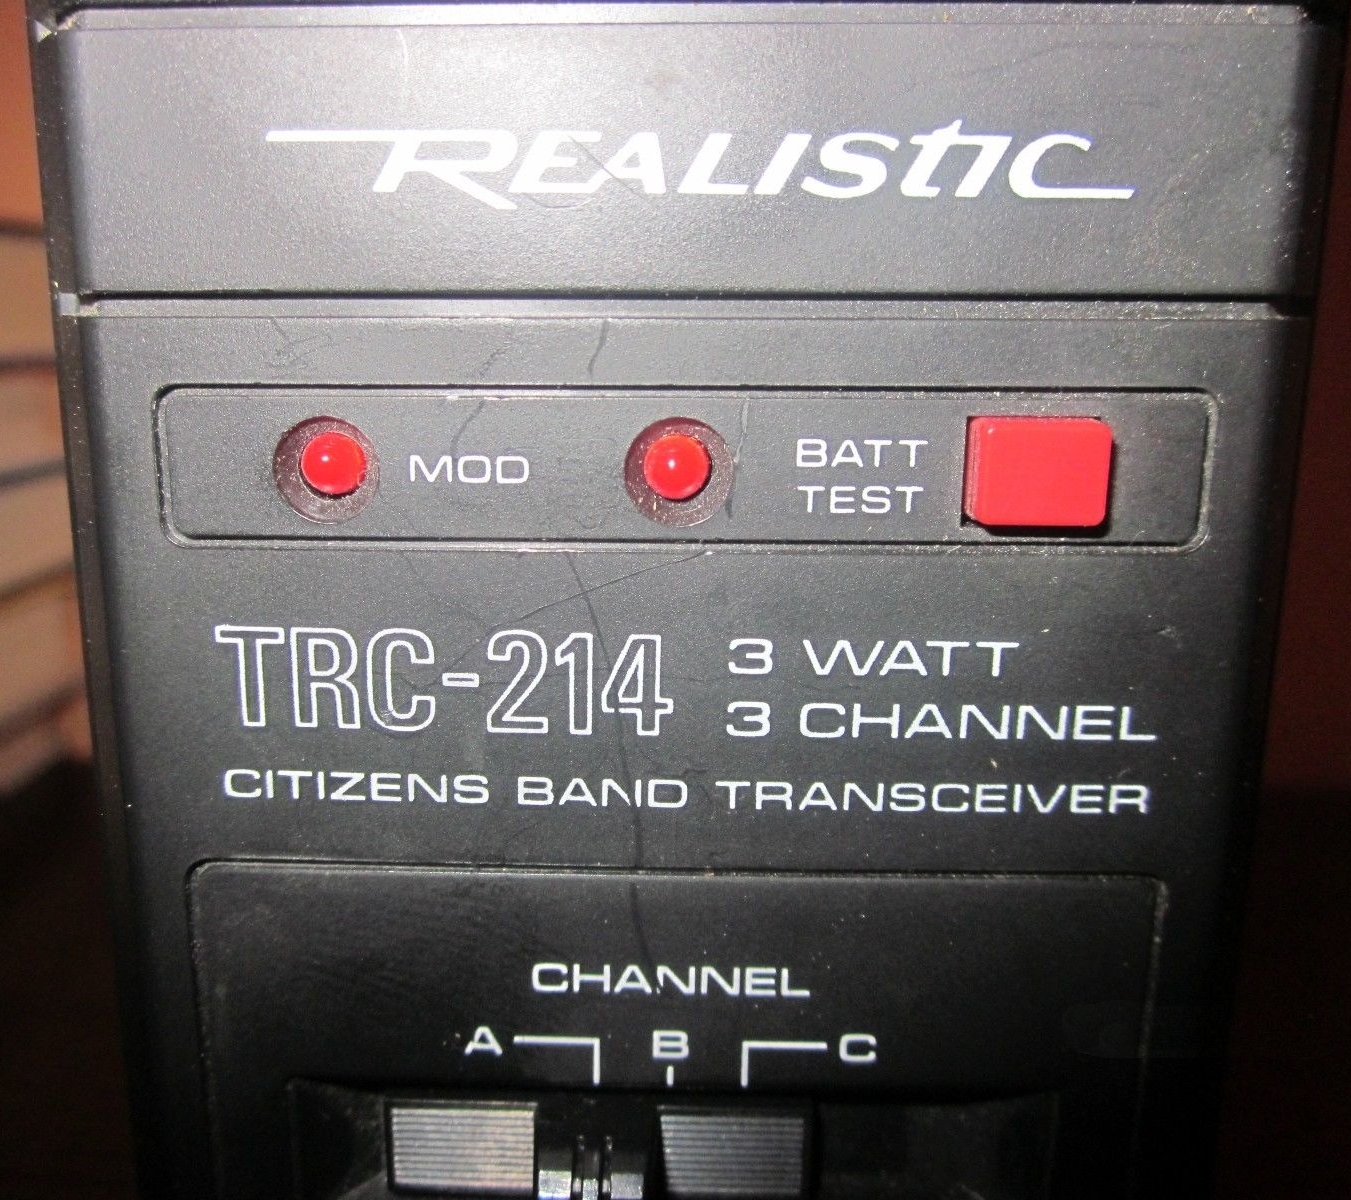 REALISTIC
MOD
BATT
TEST
TRC-214
3 WATT
3 CHANNEL
CITIZENS BAND TRANSCEIVER
CHANNEL
A B C